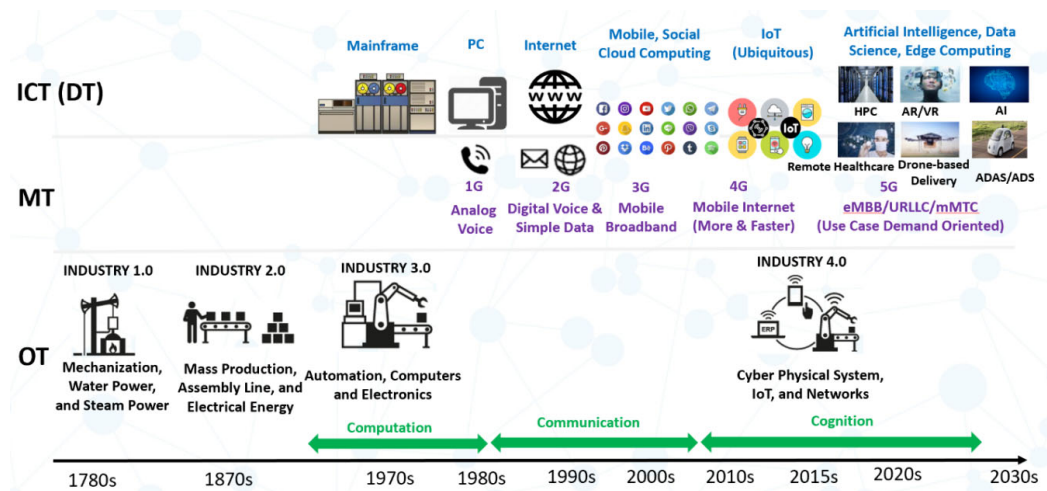 Mainframe
PC
Internet
Mobile, Social
Cloud Computing
IoT
(Ubiquitous)
Artificial Intelligence, Data
Science, Edge Computing
ICT (DT)
WWW
IoT
HPC
AR/VR
AI
Remote Healthcare
Drone-based
Delivery
ADAS/ADS
MT
1G
Analog
Voice
2G
Digital Voice &
Simple Data
3G
Mobile
Broadband
4G
Mobile Internet
(More & Faster)
5G
eMBB/URLLC/mMTC
(Use Case Demand Oriented)
OT
INDUSTRY 1.0
Mechanization,
Water Power,
and Steam Power
INDUSTRY 2.0
Mass Production,
Assembly Line, and
Electrical Energy
INDUSTRY 3.0
Automation, Computers
and Electronics
INDUSTRY 4.0
ERP
Cyber Physical System,
IoT, and Networks
Computation
Communication
Cognition
1780s
1870s
1970s
1980s
1990s
2000s
2010s
2015s
2020s
2030s